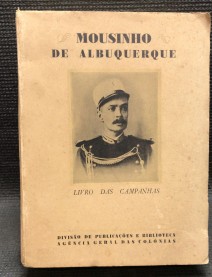 MOUSINHO
DE ALBUQUERQUE
LIVRO DAS CAMPANHAS
DIVISÃO DE PUBLICAÇÕES E BIBLIOTECA
AGÊNCIA GERAL DAS COLÓNIAS